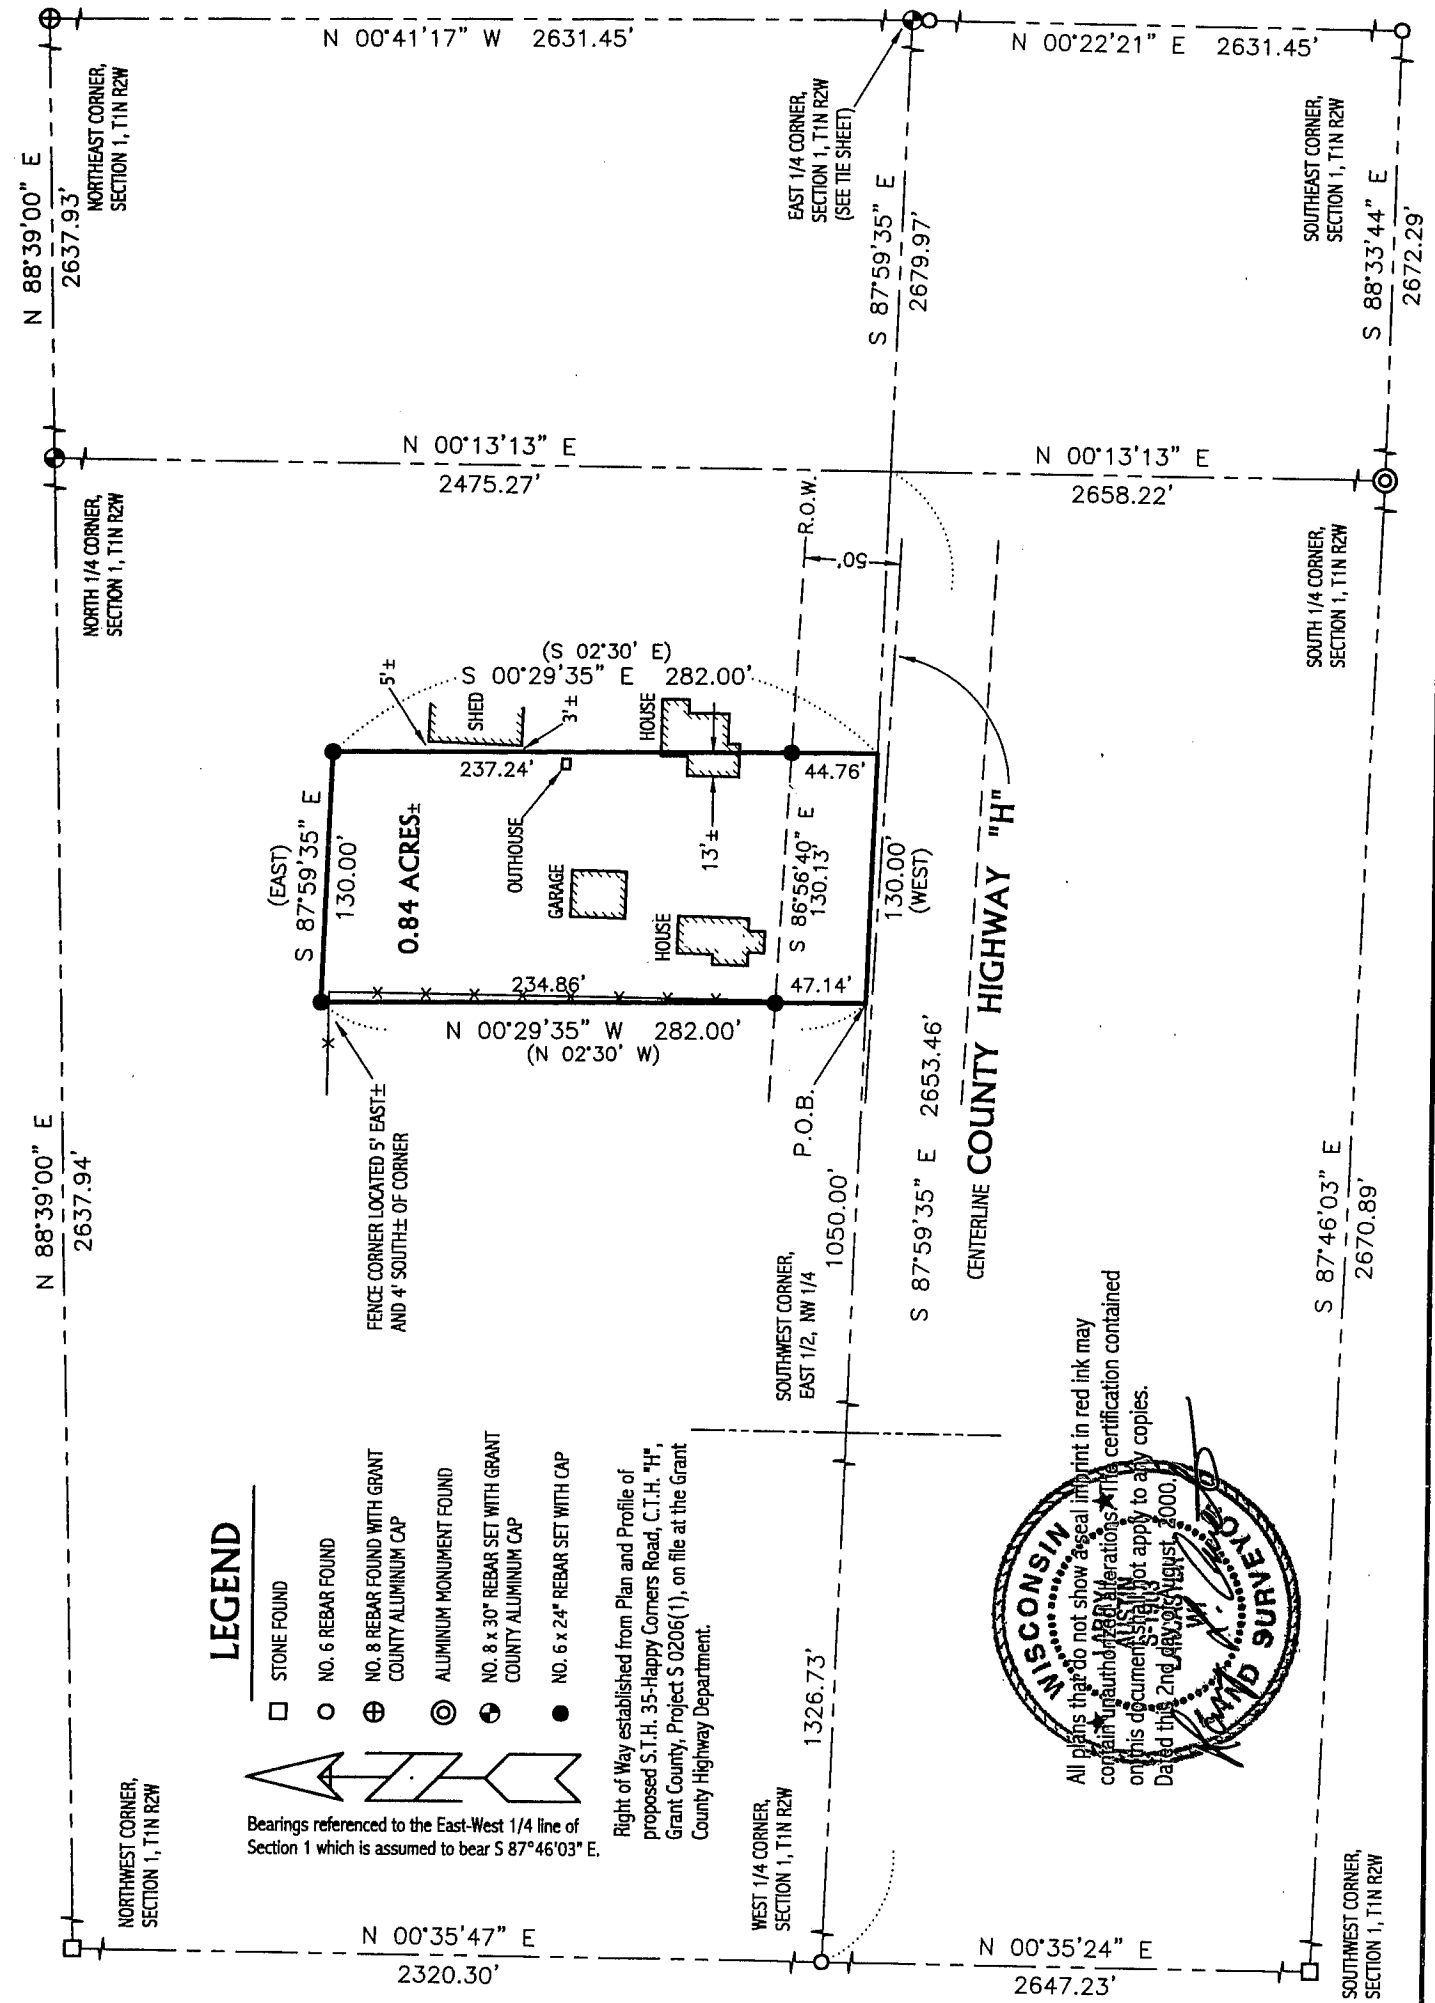 N 88°39'00" E
2637.94'
N 88°39'00" E
2637.93'
NORTHWEST CORNER,
SECTION 1, T1N R2W
NORTH 1/4 CORNER,
SECTION 1, T1N R2W
NORTHEAST CORNER,
SECTION 1, T1N R2W
N 00°35'47" E
2320.30'
N 00°13'13" E
2475.27'
N 00°41'17" W 2631.45'
LEGEND
STONE FOUND
NO. 6 REBAR FOUND
NO. 8 REBAR FOUND WITH GRANT
COUNTY ALUMINUM CAP
ALUMINUM MONUMENT FOUND
NO. 8 x 30" REBAR SET WITH GRANT
COUNTY ALUMINUM CAP
NO. 6 x 24" REBAR SET WITH CAP
Bearings referenced to the East-West 1/4 line of
Section 1 which is assumed to bear S 87°46'03" E.
Right of Way established from Plan and Profile of
proposed S.T.H. 35-Happy Corners Road, C.T.H. "H",
Grant County, Project S 0206(1), on file at the Grant
County Highway Department.
FENCE CORNER LOCATED 5' EAST±
AND 4' SOUTH± OF CORNER
(EAST)
S 87°59'35" E
130.00'
0.84 ACRES±
N 00°29'35" W 282.00'
(N 02°30' W)
234.86'
47.14'
(S 02°30' E)
S 00°29'35" E 282.00'
237.24'
44.76'
5'±
SHED
3'±
OUTHOUSE
GARAGE
HOUSE
HOUSE
13'±
S 86°56'40" E
130.13'
130.00'
(WEST)
R.O.W.
50'
P.O.B.
1050.00'
SOUTHWEST CORNER,
EAST 1/2, NW 1/4
WEST 1/4 CORNER,
SECTION 1, T1N R2W
1326.73'
S 87°59'35" E 2653.46'
CENTERLINE COUNTY HIGHWAY "H"
S 87°59'35" E
2679.97'
EAST 1/4 CORNER,
SECTION 1, T1N R2W
(SEE TIE SHEET)
N 00°35'24" E
2647.23'
N 00°13'13" E
2658.22'
N 00°22'21" E 2631.45'
All plans that do not show a seal imprint in red ink may
contain unauthorized alterations. The certification contained
on this document shall not apply to any copies.
Dated this 2nd day of August, 2000.
WISCONSIN
LARRY
AUSTIN
S-1903
LANCASTER
WI
LAND SURVEYOR
SOUTHWEST CORNER,
SECTION 1, T1N R2W
S 87°46'03" E
2670.89'
SOUTH 1/4 CORNER,
SECTION 1, T1N R2W
S 88°33'44" E
2672.29'
SOUTHEAST CORNER,
SECTION 1, T1N R2W